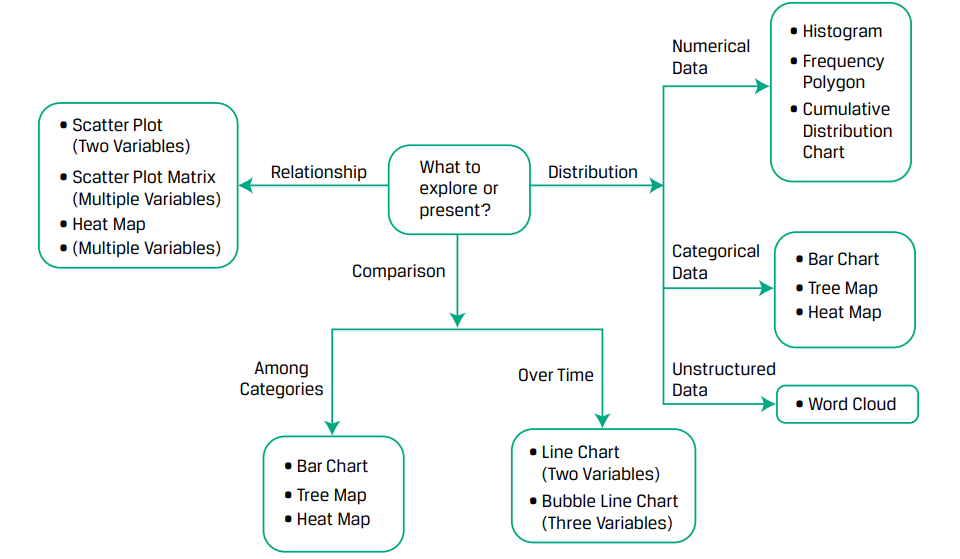 What to
explore or
present?
Relationship
• Scatter Plot
(Two Variables)
• Scatter Plot Matrix
(Multiple Variables)
• Heat Map
• (Multiple Variables)
Distribution
Numerical
Data
• Histogram
• Frequency
Polygon
• Cumulative
Distribution
Chart
Categorical
Data
• Bar Chart
• Tree Map
• Heat Map
Unstructured
Data
• Word Cloud
Comparison
Among
Categories
• Bar Chart
• Tree Map
• Heat Map
Over Time
• Line Chart
(Two Variables)
• Bubble Line Chart
(Three Variables)